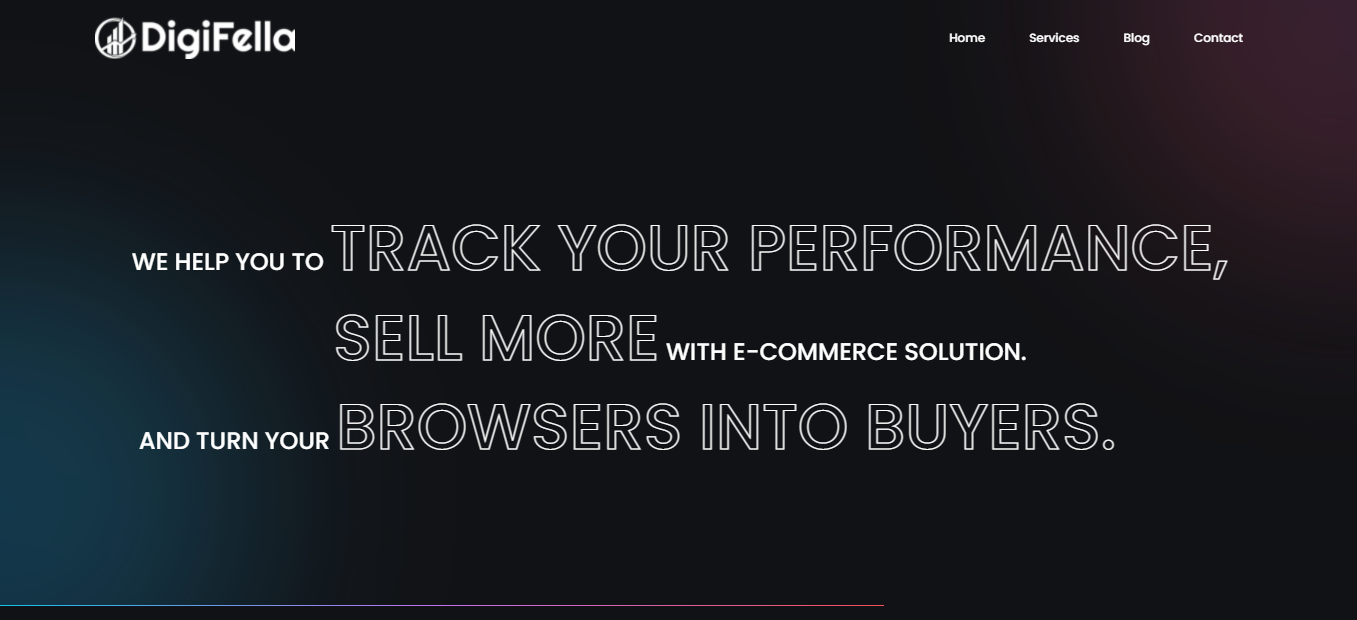 DigiFella
Home Services Blog Contact
WE HELP YOU TO TRACK YOUR PERFORMANCE,
SELL MORE WITH E-COMMERCE SOLUTION.
AND TURN YOUR BROWSERS INTO BUYERS.